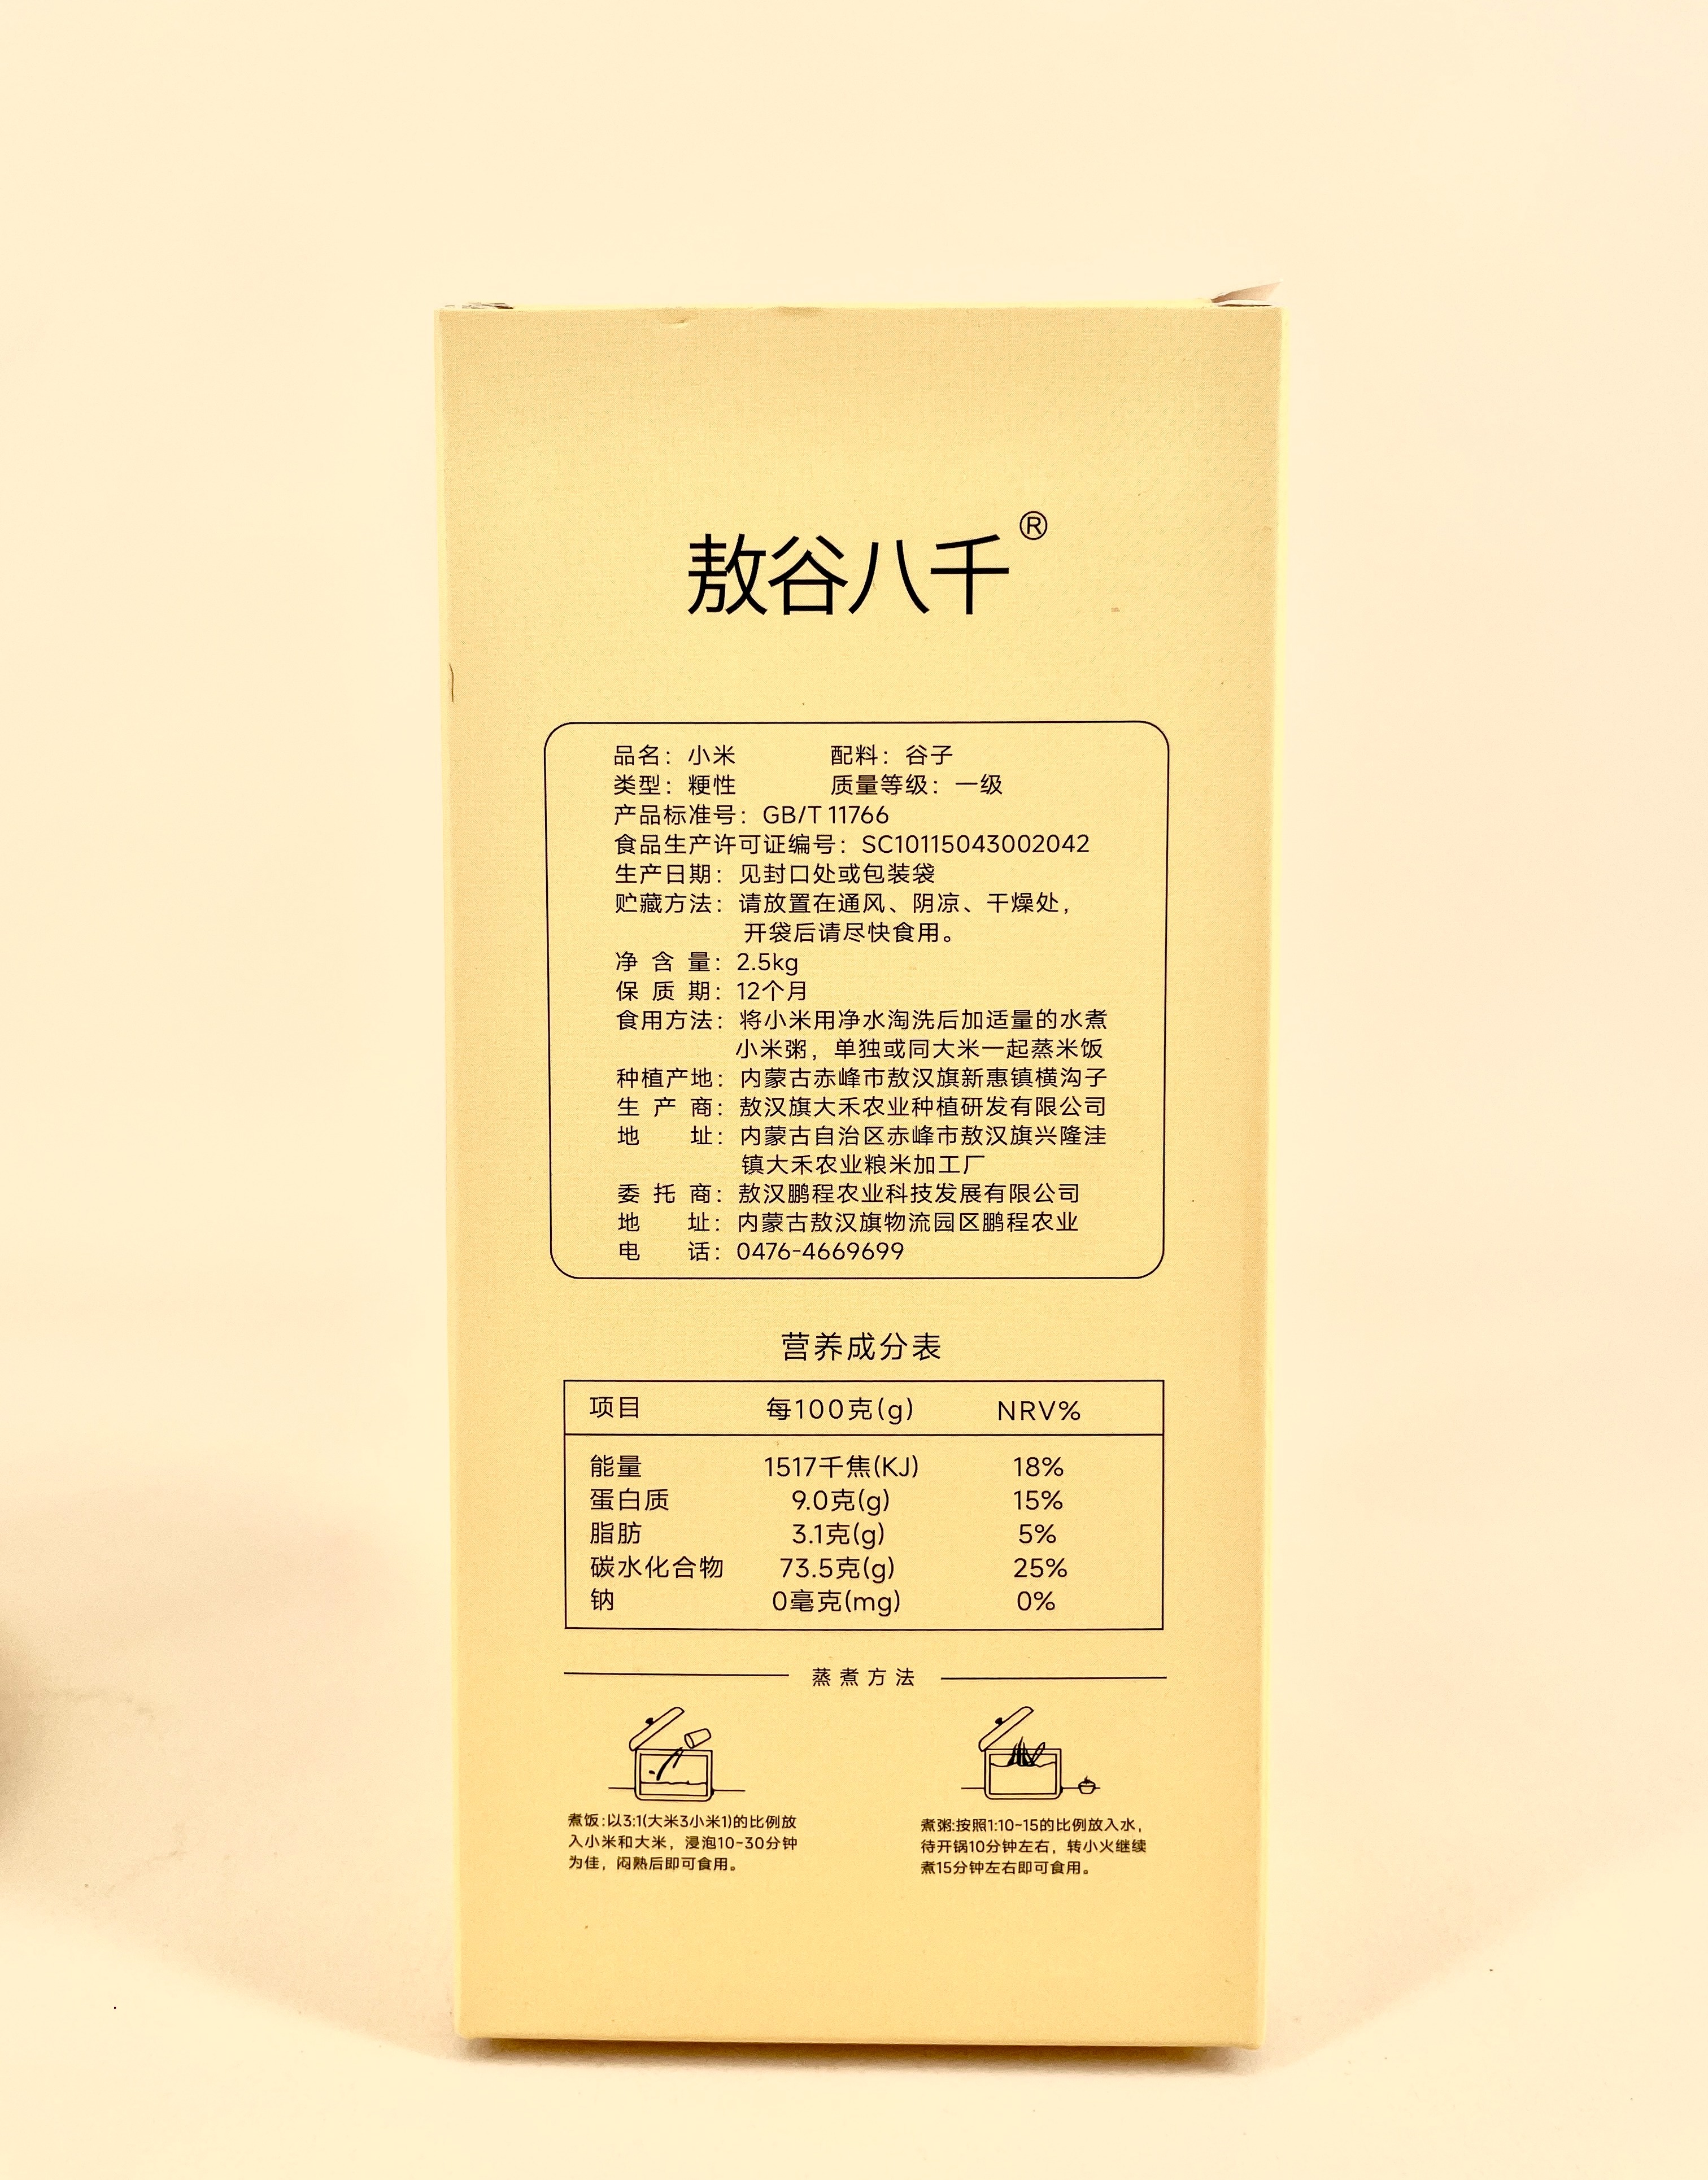 敖谷八千®
品名：小米 配料：谷子
类型：粳性 质量等级：一级
产品标准号：GB/T 11766
食品生产许可证编号：SC10115043002042
生产日期：见封口处或包装袋
贮藏方法：请放置在通风、阴凉、干燥处，
开袋后请尽快食用。
净含量：2.5kg
保质期：12个月
食用方法：将小米用净水淘洗后加适量的水煮
小米粥，单独或同大米一起蒸米饭
种植产地：内蒙古赤峰市敖汉旗新惠镇横沟子
生产商：敖汉旗大禾农业种植研发有限公司
地址：内蒙古自治区赤峰市敖汉旗兴隆洼
镇大禾农业粮米加工厂
委托商：敖汉鹏程农业科技发展有限公司
地址：内蒙古敖汉旗物流园区鹏程农业
电话：0476-4669699
营养成分表
项目 每100克(g) NRV%
能量 1517千焦(KJ) 18%
蛋白质 9.0克(g) 15%
脂肪 3.1克(g) 5%
碳水化合物 73.5克(g) 25%
钠 0毫克(mg) 0%
蒸煮方法
煮饭:以3:1(大米3小米1)的比例放
入小米和大米，浸泡10~30分钟
为佳，闷熟后即可食用。
煮粥:按照1:10~15的比例放入水，
待开锅10分钟左右，转小火继续
煮15分钟左右即可食用。